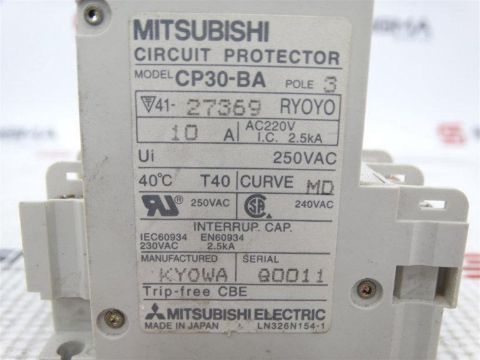 MITSUBISHI
CIRCUIT PROTECTOR
MODEL CP30-BA POLE 3
41- 27369 RYOYO
10 A AC220V I.C. 2.5kA
Ui 250VAC
40℃ T40 CURVE MD
250VAC 240VAC
INTERRUP. CAP.
IEC60934 EN60934
230VAC 2.5kA
MANUFACTURED SERIAL
KYOWA Q0011
Trip-free CBE
MITSUBISHI ELECTRIC
MADE IN JAPAN LN326N154-1